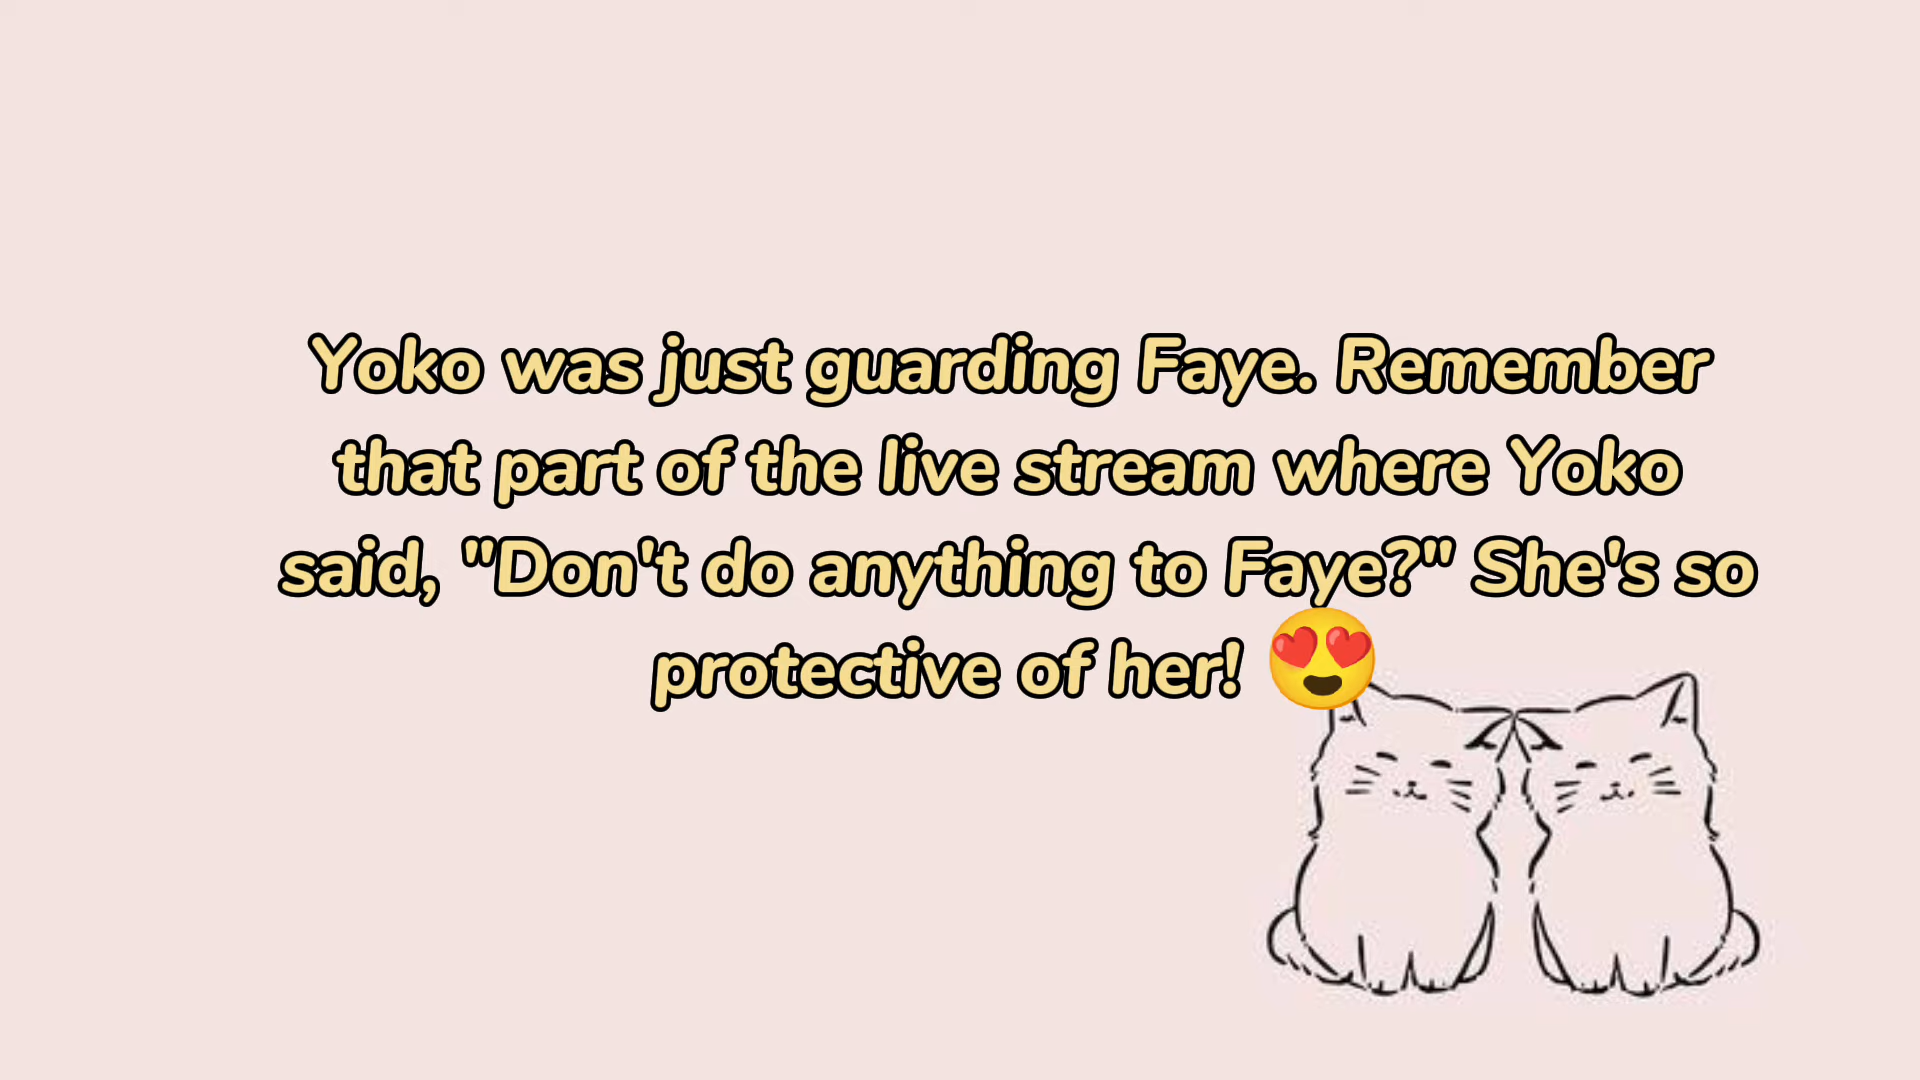 Yoko was just guarding Faye. Remember
that part of the live stream where Yoko
said, "Don't do anything to Faye?" She's so
protective of her! 😍